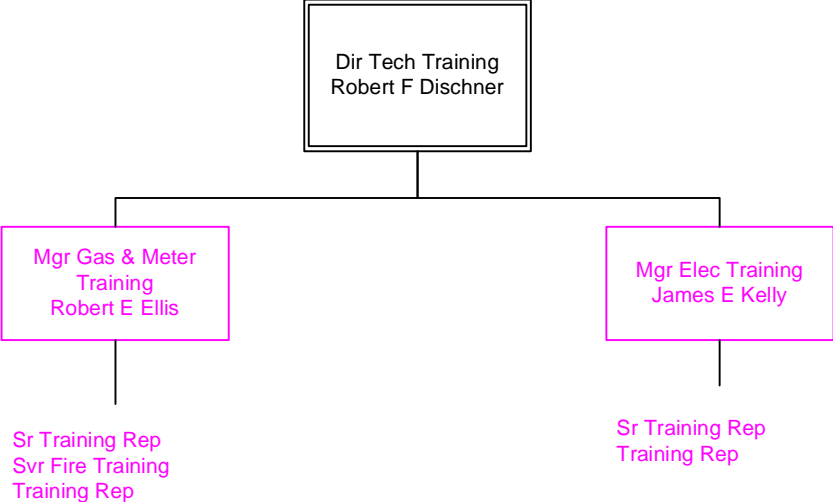 Dir Tech Training
Robert F Dischner
Mgr Gas & Meter
Training
Robert E Ellis
Mgr Elec Training
James E Kelly
Sr Training Rep
Svr Fire Training
Training Rep
Sr Training Rep
Training Rep